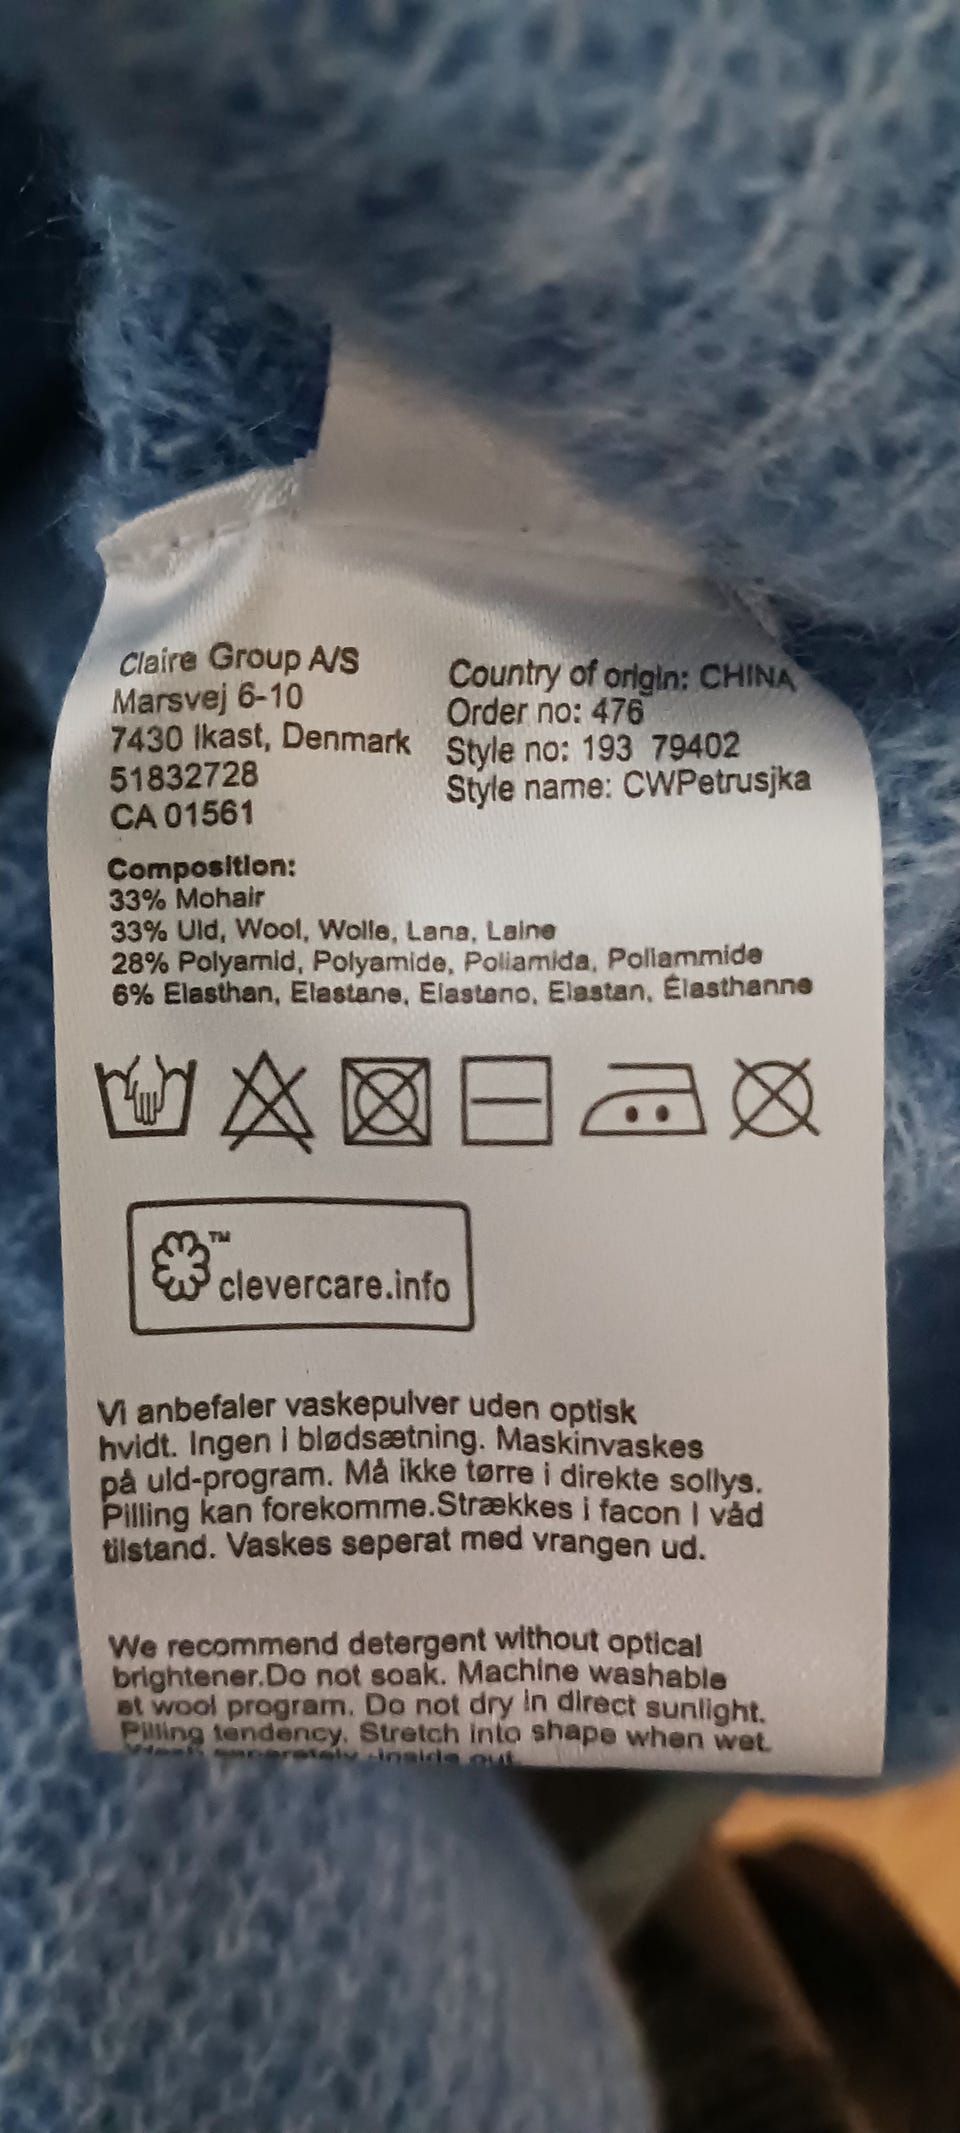 Claire Group A/S
Marsvej 6-10
7430 Ikast, Denmark
51832728
CA 01561
Country of origin: CHINA
Order no: 476
Style no: 193 79402
Style name: CWPetrusjka
Composition:
33% Mohair
33% Uld, Wool, Wolle, Lana, Laine
28% Polyamid, Polyamide, Poliamida, Poliammide
6% Elasthan, Elastane, Elastano, Elastan, Élasthanne
TM
clevercare.info
Vi anbefaler vaskepulver uden optisk
hvidt. Ingen i blødsætning. Maskinvaskes
på uld-program. Må ikke tørre i direkte sollys.
Pilling kan forekomme.Strækkes i facon i våd
tilstand. Vaskes seperat med vrangen ud.
We recommend detergent without optical
brightener.Do not soak. Machine washable
at wool program. Do not dry in direct sunlight.
Pilling tendency. Stretch into shape when wet.
Wash separately -inside out.